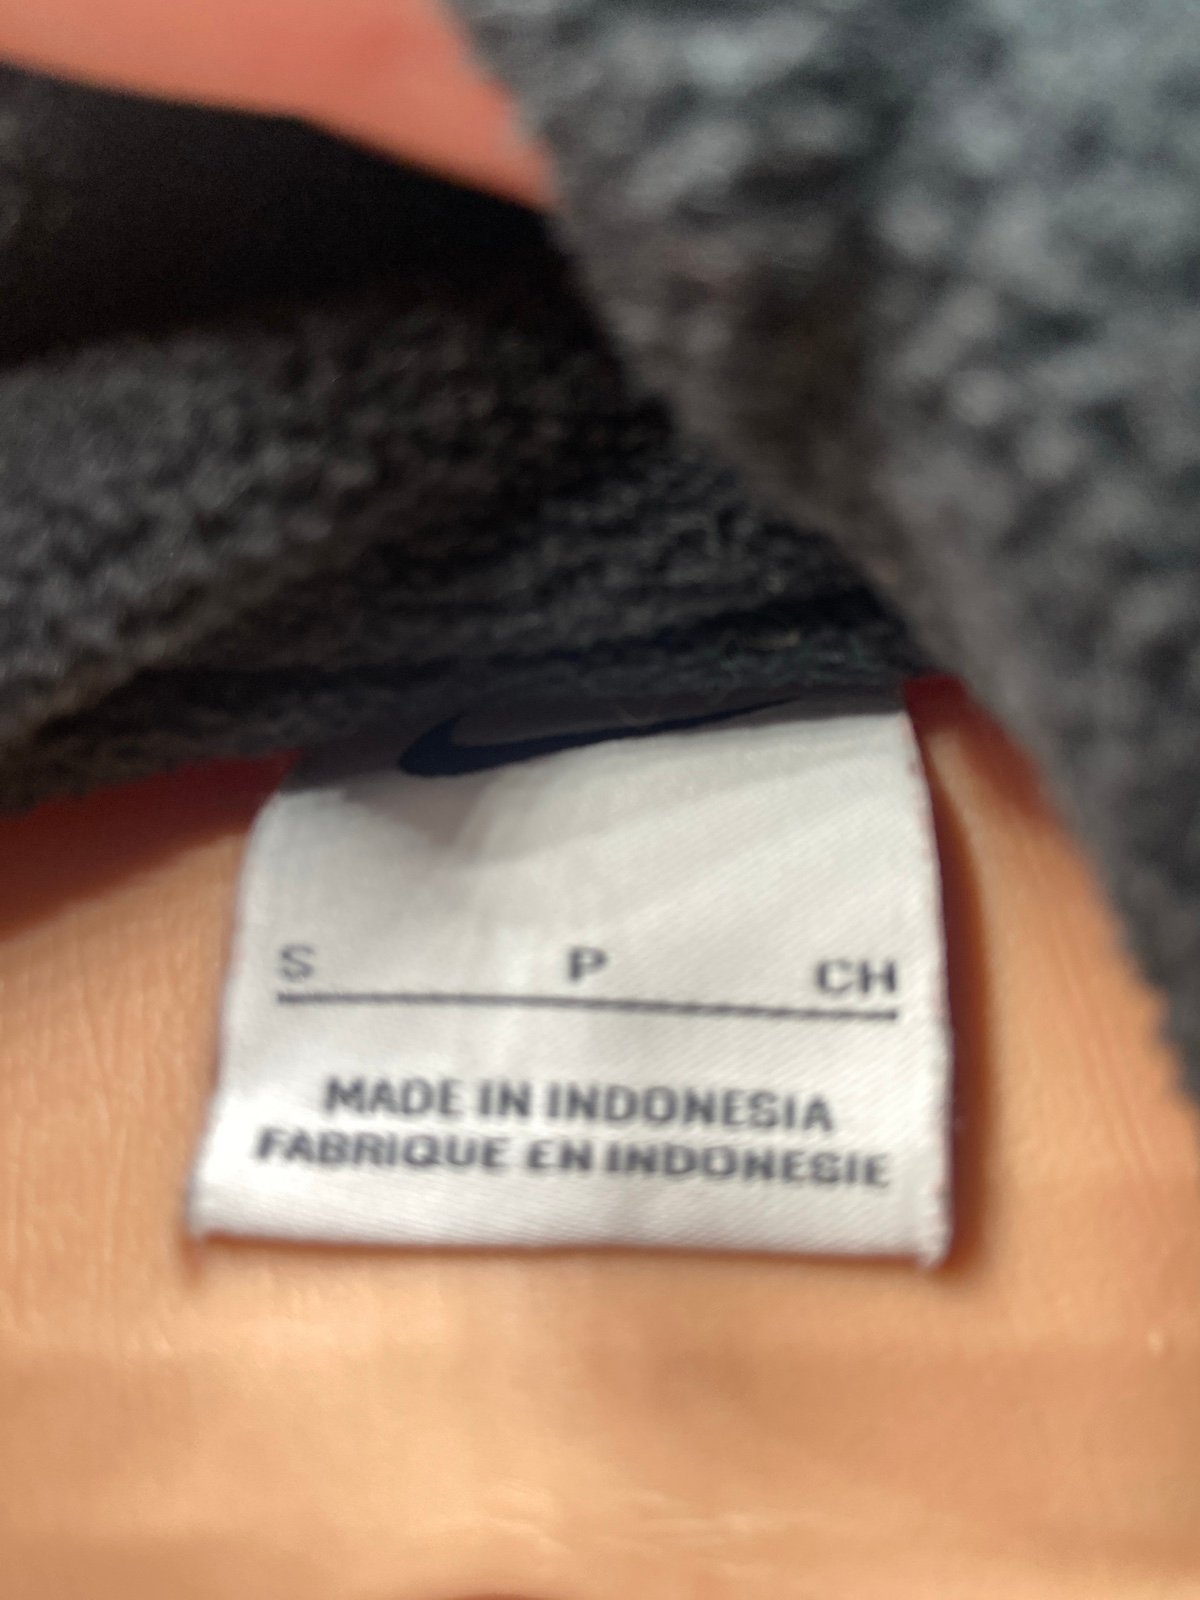 S P CH
MADE IN INDONESIA
FABRIQUE EN INDONESIE